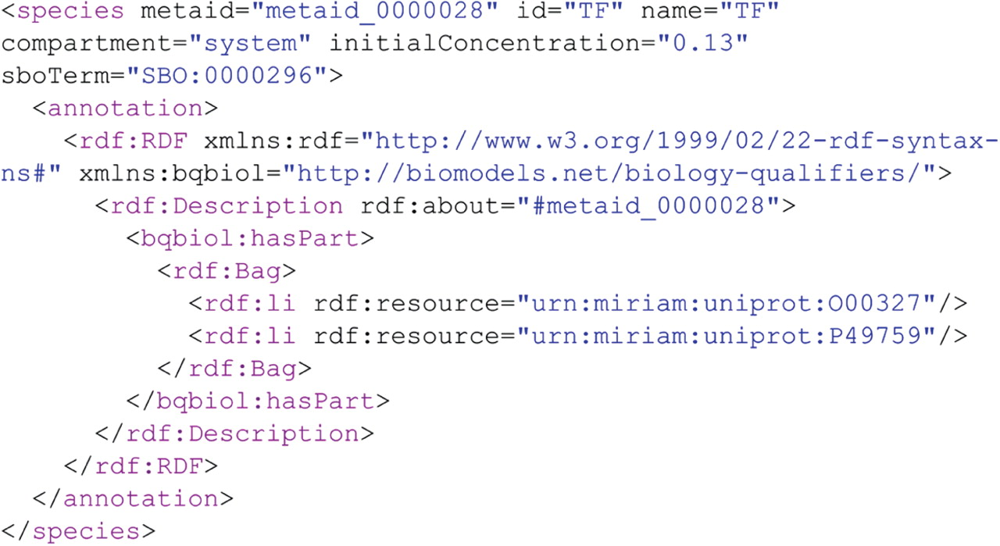 <species metaid="metaid_0000028" id="TF" name="TF"
compartment="system" initialConcentration="0.13"
sboTerm="SBO:0000296">
  <annotation>
    <rdf:RDF xmlns:rdf="http://www.w3.org/1999/02/22-rdf-syntax-
ns#" xmlns:bqbiol="http://biomodels.net/biology-qualifiers/">
      <rdf:Description rdf:about="#metaid_0000028">
        <bqbiol:hasPart>
          <rdf:Bag>
            <rdf:li rdf:resource="urn:miriam:uniprot:O00327"/>
            <rdf:li rdf:resource="urn:miriam:uniprot:P49759"/>
          </rdf:Bag>
        </bqbiol:hasPart>
      </rdf:Description>
    </rdf:RDF>
  </annotation>
</species>